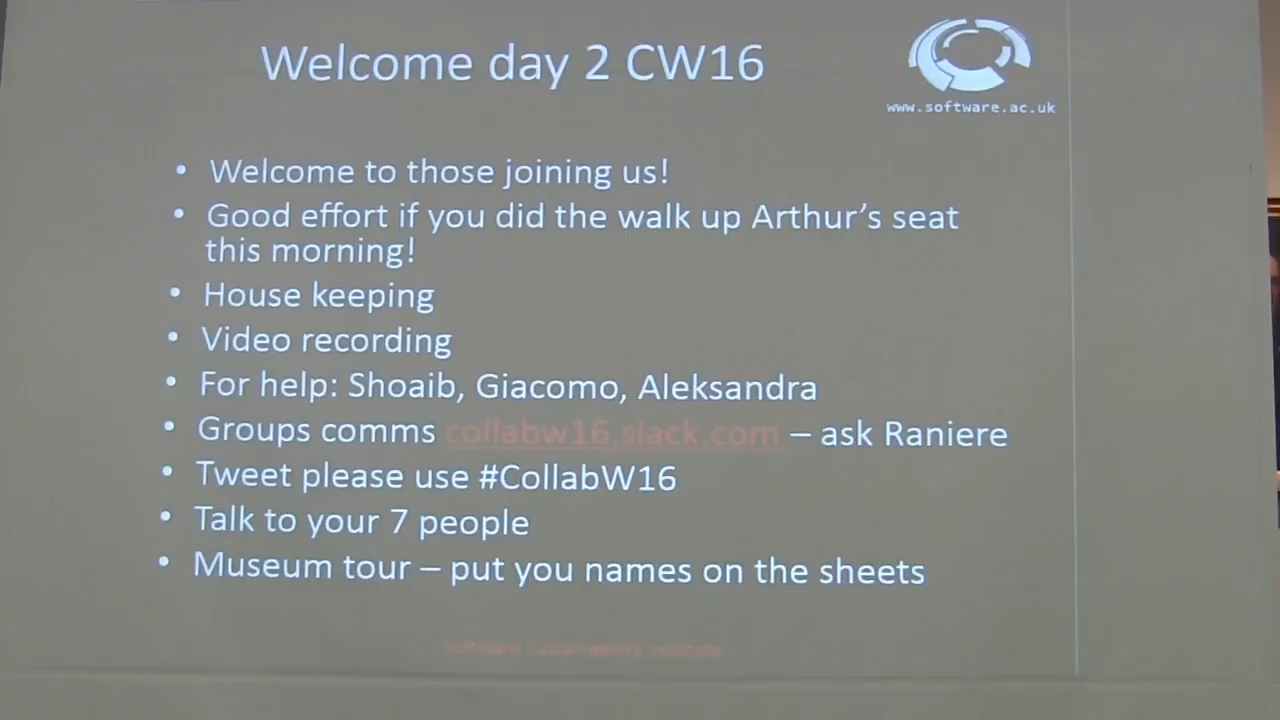 Welcome day 2 CW16
www.software.ac.uk
• Welcome to those joining us!
• Good effort if you did the walk up Arthur’s seat
this morning!
• House keeping
• Video recording
• For help: Shoaib, Giacomo, Aleksandra
• Groups comms collabw16.slack.com – ask Raniere
• Tweet please use #CollabW16
• Talk to your 7 people
• Museum tour – put you names on the sheets
Software Sustainability Institute